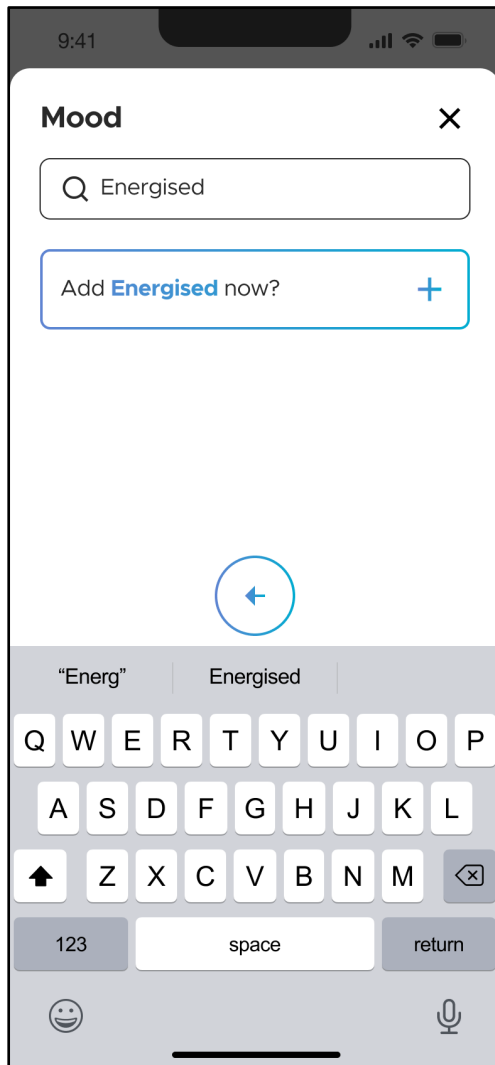 9:41
Mood
Energised
Add Energised now?
“Energ” Energised
Q W E R T Y U I O P
A S D F G H J K L
Z X C V B N M
123 space return